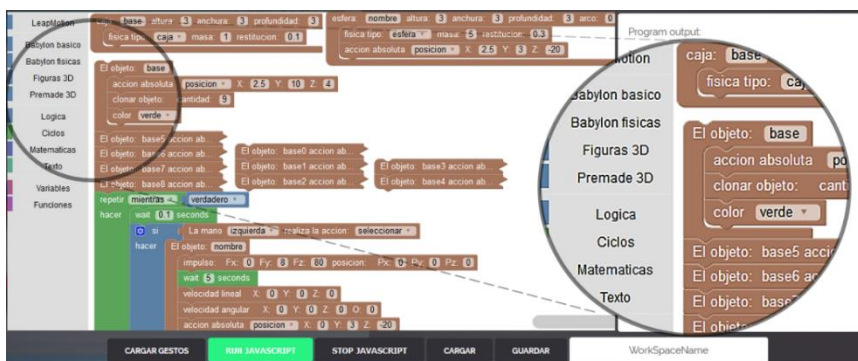 LeapMotion
Babylon basico
Babylon fisicas
Figuras 3D
Premade 3D
Logica
Ciclos
Matematicas
Texto
Variables
Funciones
base altura: 3 anchura: 3 profundidad: 3
fisica tipo: caja masa: 1 restitucion: 0.1
esfera: nombre altura: 3 anchura: 3 profundidad: 3 arco: 0
fisica tipo: esfera masa: 5 restitucion: 0.3
accion absoluta posicion X: 2.5 Y: 3 Z: -20
El objeto: base
accion absoluta posicion X: 2.5 Y: 10 Z: 4
clonar objeto: cantidad: 9
color verde
El objeto: base5 accion ab...
El objeto: base6 accion ab...
El objeto: base7 accion ab...
El objeto: base8 accion ab...
El objeto: base0 accion ab...
El objeto: base1 accion ab...
El objeto: base2 accion ab...
El objeto: base3 accion ab...
El objeto: base4 accion ab...
repetir mientras verdadero
hacer wait 0.1 seconds
si La mano izquierda realiza la accion: seleccionar
hacer El objeto: nombre
impulso: Fx: 0 Fy: 8 Fz: 80 posicion: Px: 0 Py: 0 Pz: 0
wait 5 seconds
velocidad lineal X: 0 Y: 0 Z: 0
velocidad angular X: 0 Y: 0 Z: 0 O: 0
accion absoluta posicion X: 0 Y: 3 Z: -20
Program output:
otion
Babylon basico
Babylon fisicas
Figuras 3D
Premade 3D
Logica
Ciclos
Matematicas
Texto
caja: base
fisica tipo: caj
El objeto: base
accion absoluta po
clonar objeto: cant
color verde
El objeto: base5 accio
El objeto: base6 ac
El objeto: base7
El objeto
CARGAR GESTOS
RUN JAVASCRIPT
STOP JAVASCRIPT
CARGAR
GUARDAR
WorkSpaceName